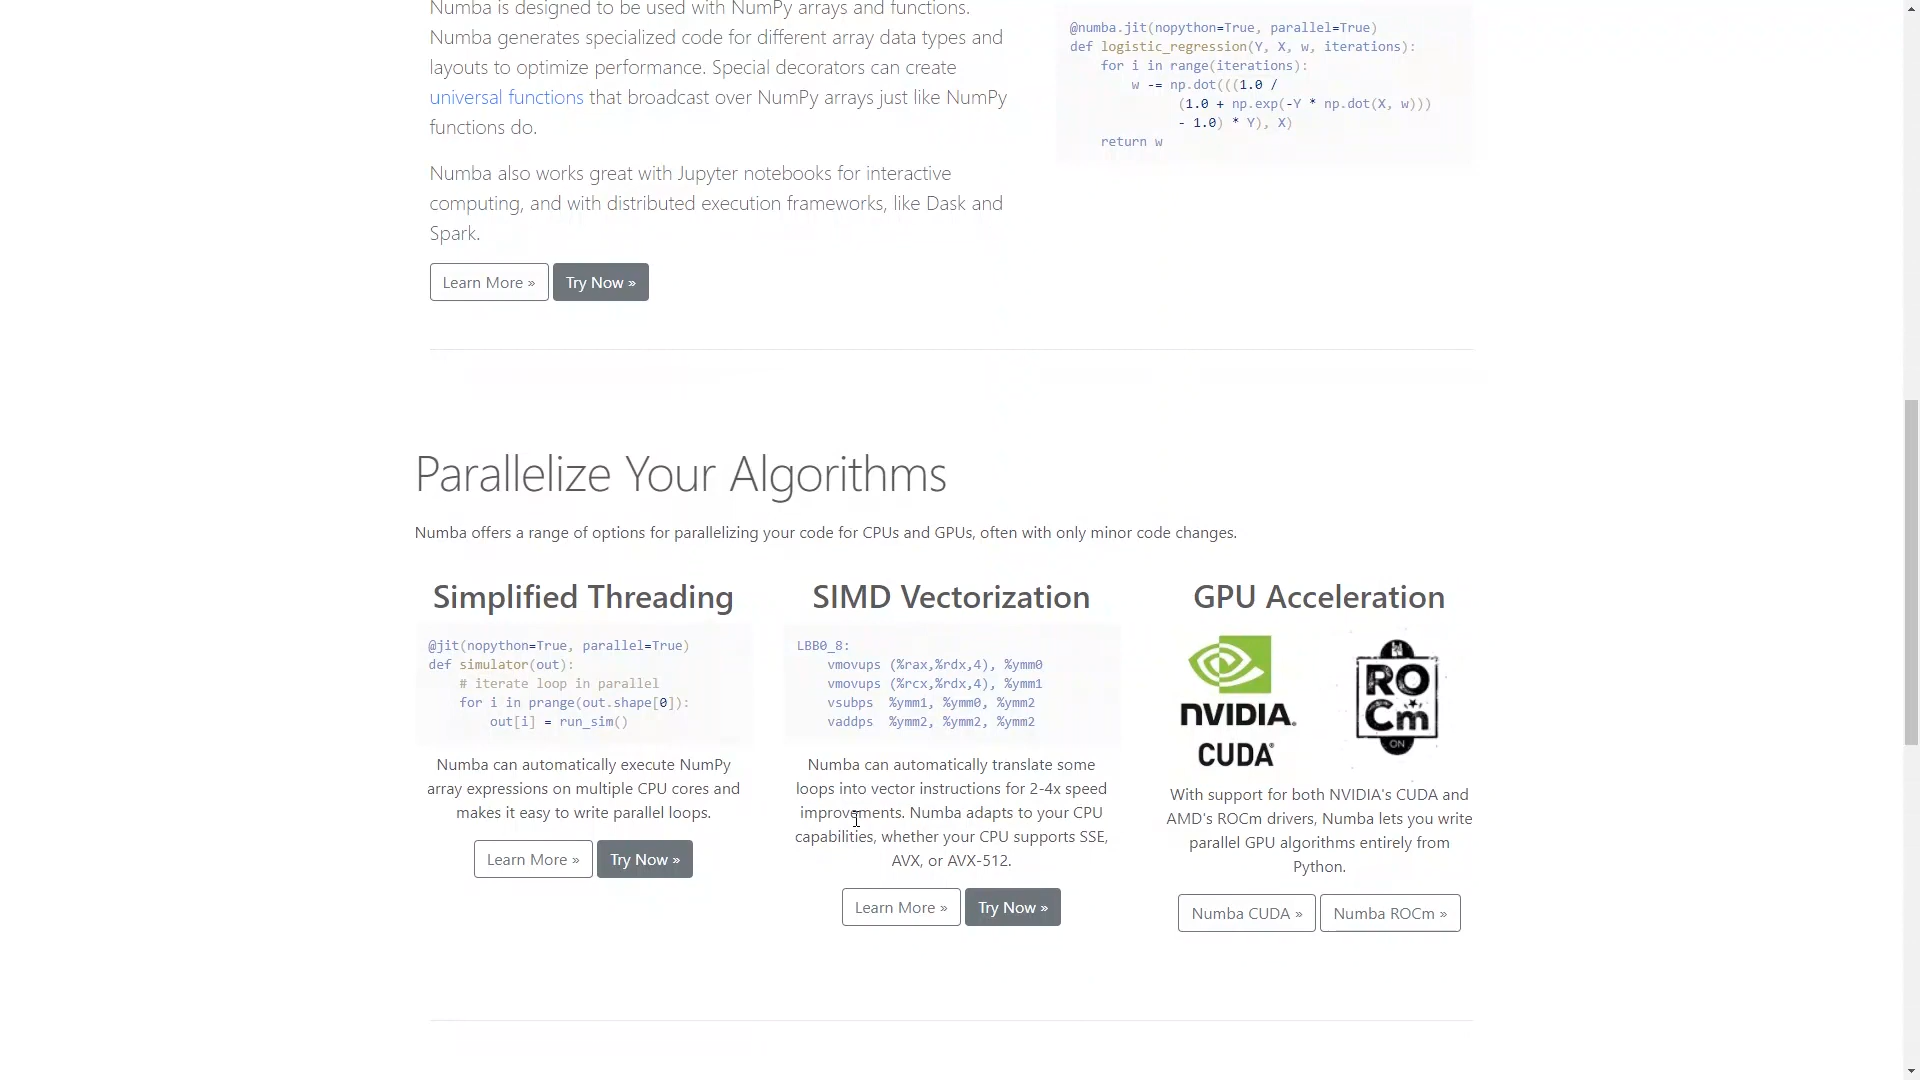 Numba is designed to be used with NumPy arrays and functions.
Numba generates specialized code for different array data types and
layouts to optimize performance. Special decorators can create
universal functions that broadcast over NumPy arrays just like NumPy
functions do.
Numba also works great with Jupyter notebooks for interactive
computing, and with distributed execution frameworks, like Dask and
Spark.
Learn More » Try Now »
@numba.jit(nopython=True, parallel=True)
def logistic_regression(Y, X, w, iterations):
    for i in range(iterations):
        w -= np.dot(((1.0 /
              (1.0 + np.exp(-Y * np.dot(X, w)))
              - 1.0) * Y), X)
    return w
Parallelize Your Algorithms
Numba offers a range of options for parallelizing your code for CPUs and GPUs, often with only minor code changes.
Simplified Threading
@jit(nopython=True, parallel=True)
def simulator(out):
    # iterate loop in parallel
    for i in prange(out.shape[0]):
        out[i] = run_sim()
Numba can automatically execute NumPy
array expressions on multiple CPU cores and
makes it easy to write parallel loops.
Learn More » Try Now »
SIMD Vectorization
LBB0_8:
    vmovups (%rax,%rdx,4), %ymm0
    vmovups (%rcx,%rdx,4), %ymm1
    vsubps  %ymm1, %ymm0, %ymm2
    vaddps  %ymm2, %ymm2, %ymm2
Numba can automatically translate some
loops into vector instructions for 2-4x speed
improvements. Numba adapts to your CPU
capabilities, whether your CPU supports SSE,
AVX, or AVX-512.
Learn More » Try Now »
GPU Acceleration
NVIDIA.
CUDA®
RO
Cm
ON
With support for both NVIDIA's CUDA and
AMD's ROCm drivers, Numba lets you write
parallel GPU algorithms entirely from
Python.
Numba CUDA » Numba ROCm »